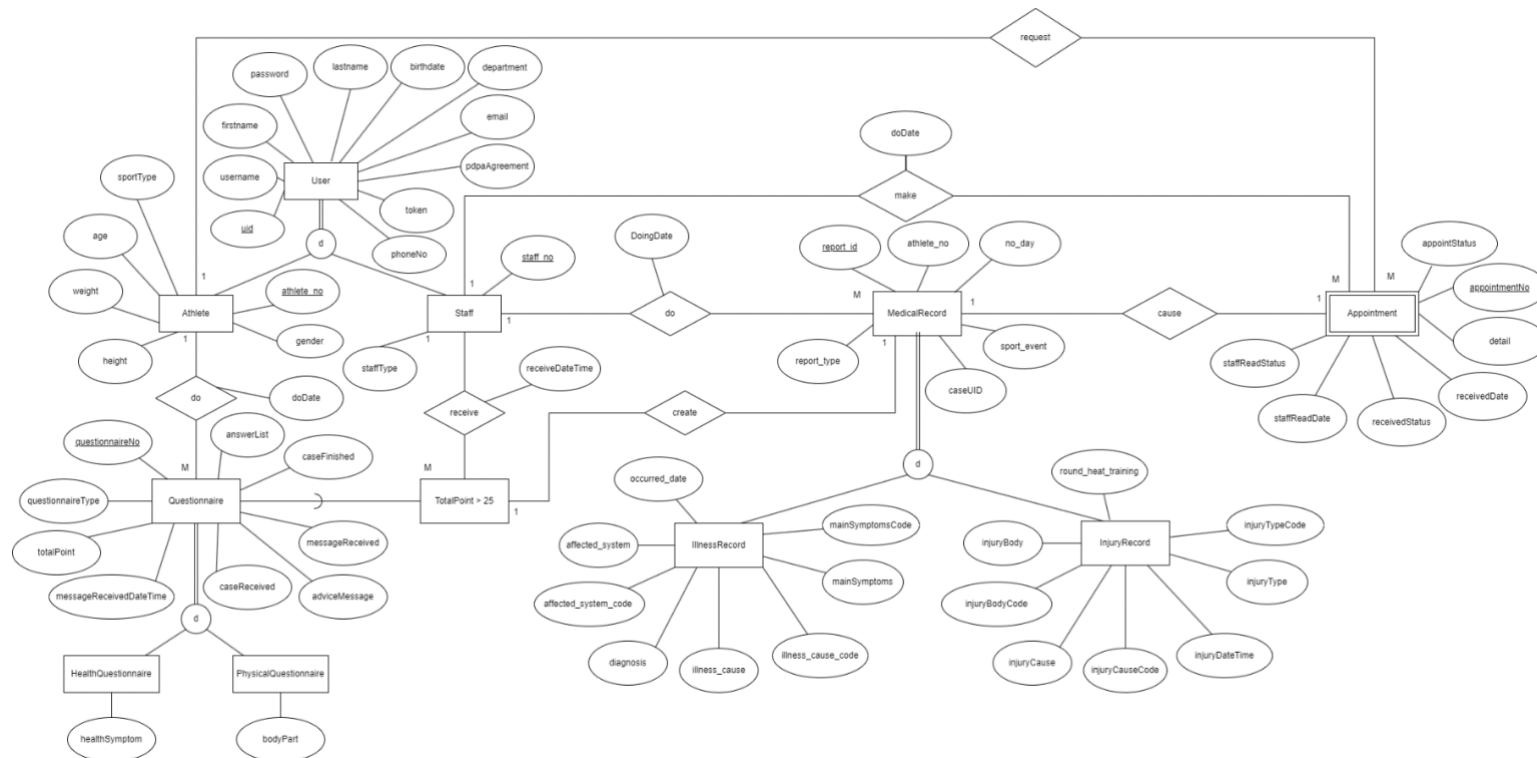 request
lastname
birthdate
password
department
email
firstname
doDate
pdpaAgreement
username
sportType
User
make
token
uid
DoingDate
phoneNo
d
age
staff_no
report_id
athlete_no
no_day
appointStatus
1
weight
athlete_no
M
M
M
1
1
appointmentNo
Athlete
Staff
do
MedicalRecord
cause
Appointment
1
1
1
1
gender
sport_event
detail
height
staffType
receiveDateTime
report_type
staffReadStatus
caseUID
receivedDate
do
doDate
receive
create
staffReadDate
receivedStatus
answerList
questionnaireNo
caseFinished
M
M
d
round_heat_training
occurred_date
questionnaireType
Questionnaire
TotalPoint > 25
1
mainSymptomsCode
injuryTypeCode
messageReceived
affected_system
IllnessRecord
injuryBody
InjuryRecord
totalPoint
mainSymptoms
injuryType
messageReceivedDateTime
caseReceived
adviceMessage
affected_system_code
injuryBodyCode
d
illness_cause_code
injuryDateTime
diagnosis
illness_cause
injuryCause
injuryCauseCode
HealthQuestionnaire
PhysicalQuestionnaire
healthSymptom
bodyPart